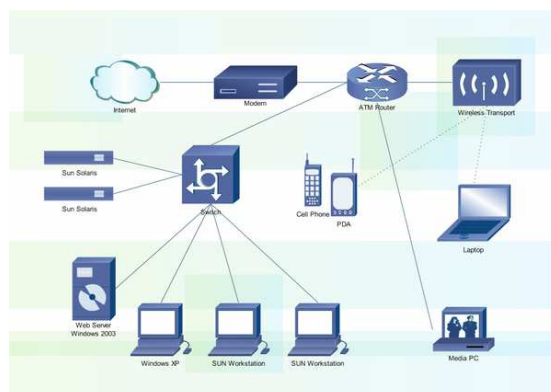 Internet
Modem
ATM Router
Wireless Transport
Sun Solaris
Sun Solaris
Switch
Cell Phone
PDA
Laptop
Web Server
Windows 2003
Windows XP
SUN Workstation
SUN Workstation
Media PC